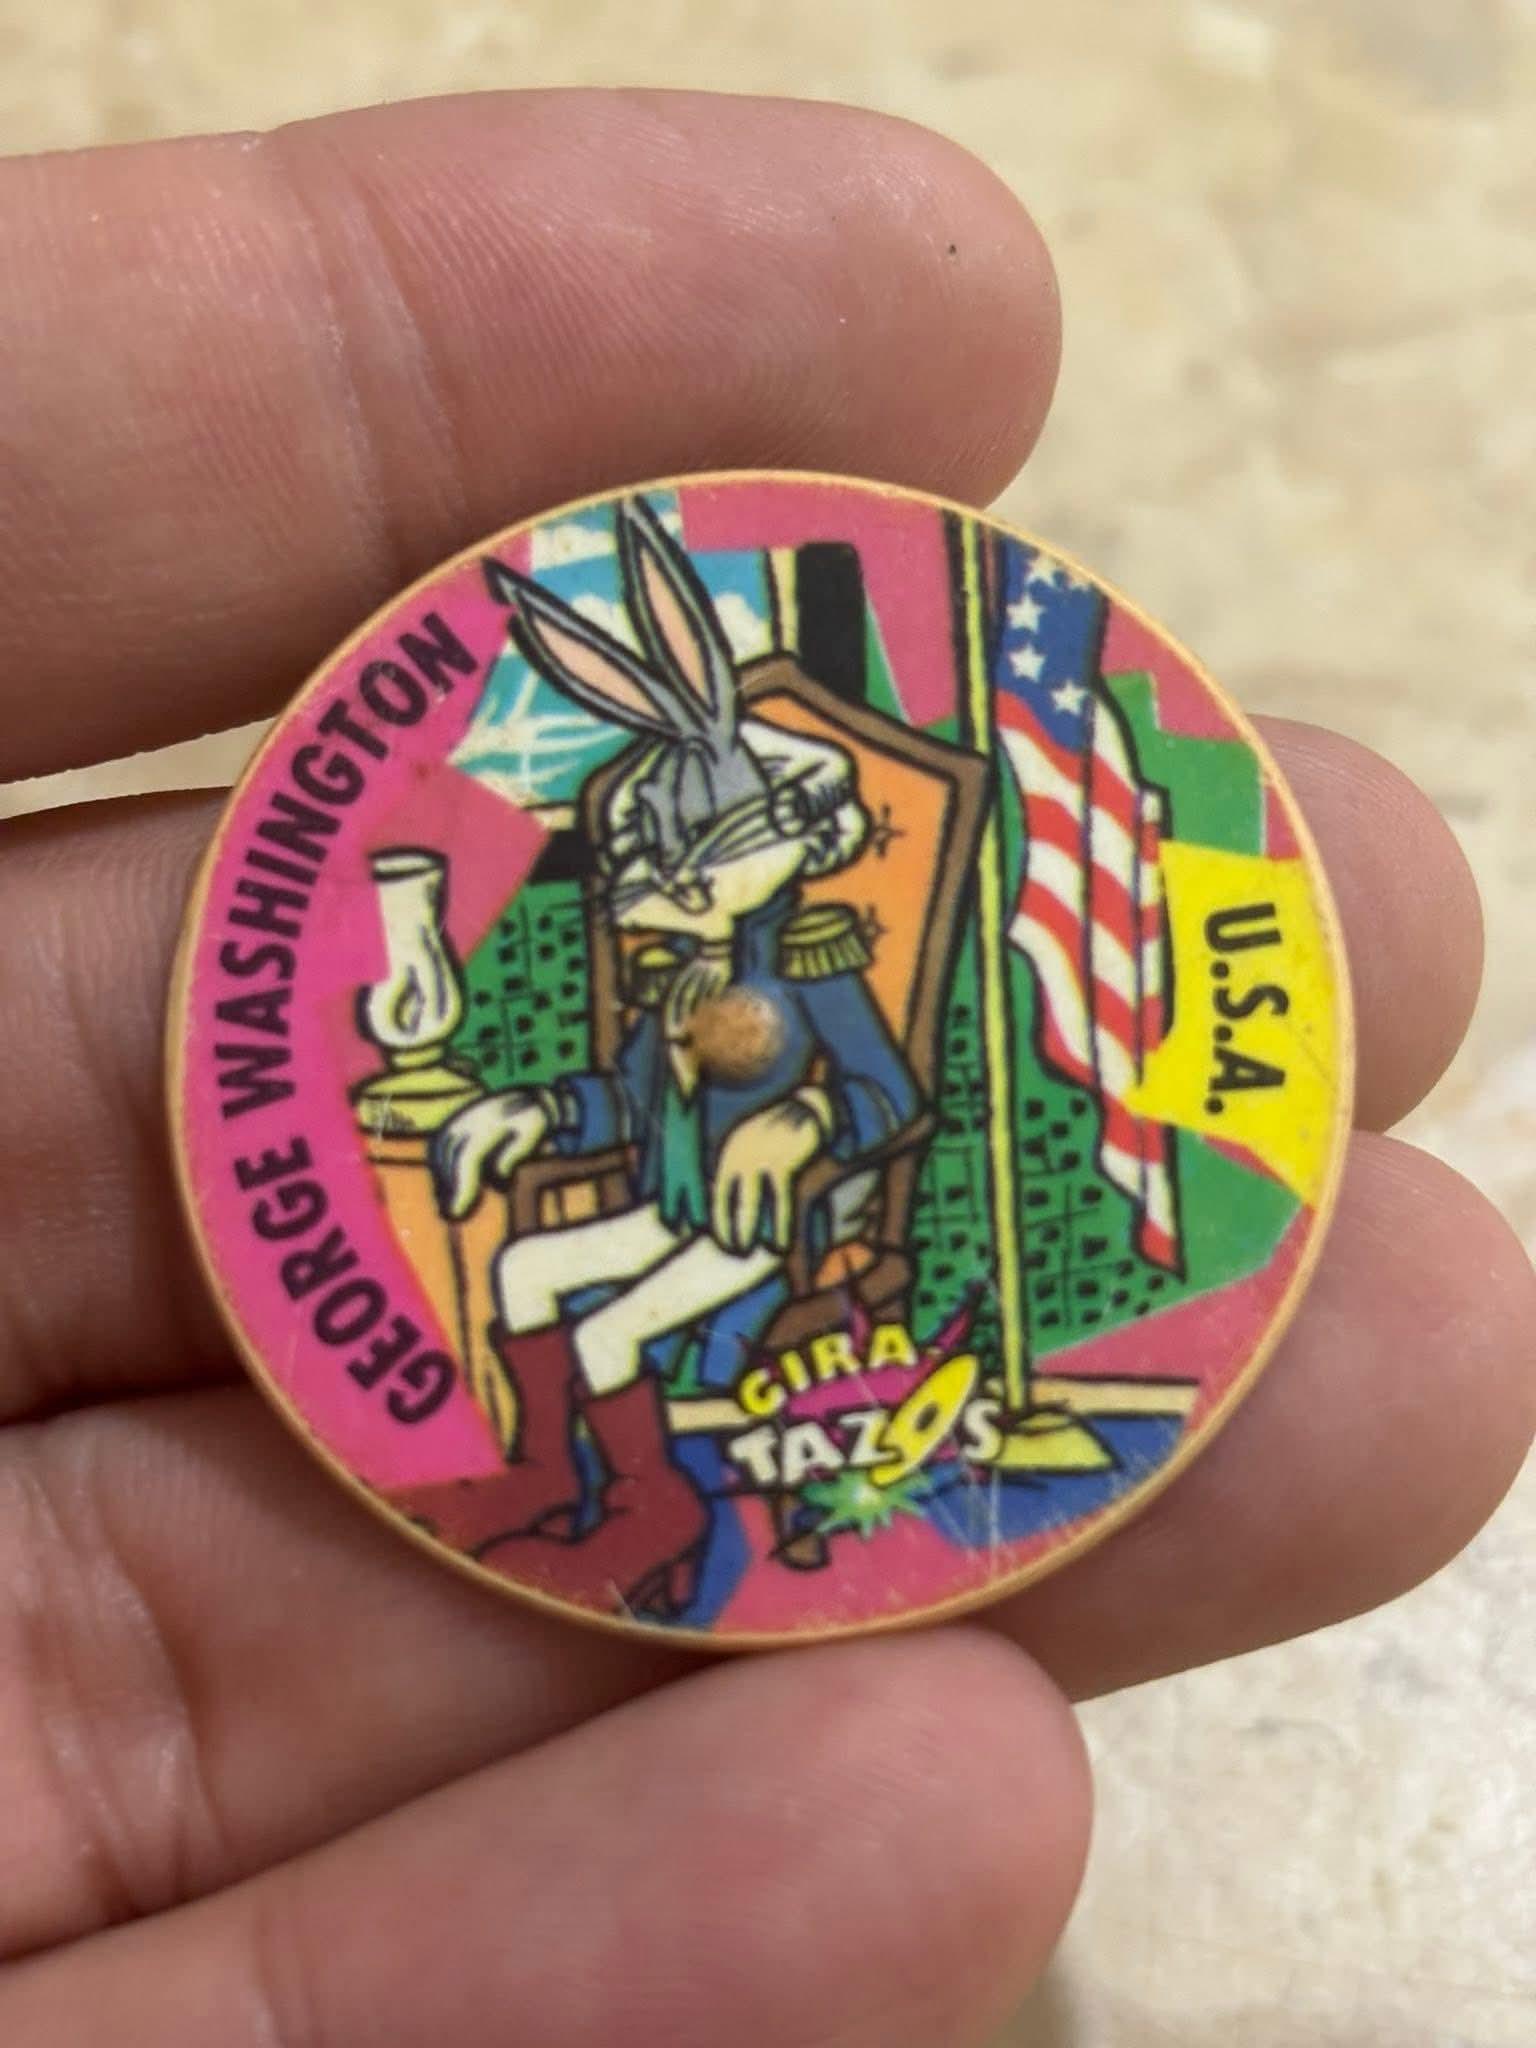 GEORGE WASHINGTON
U.S.A.
GIRA-
TAZOS